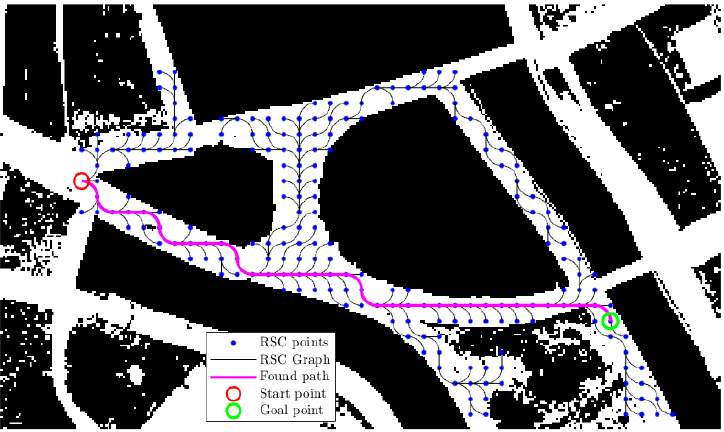 RSC points
RSC Graph
Found path
Start point
Goal point